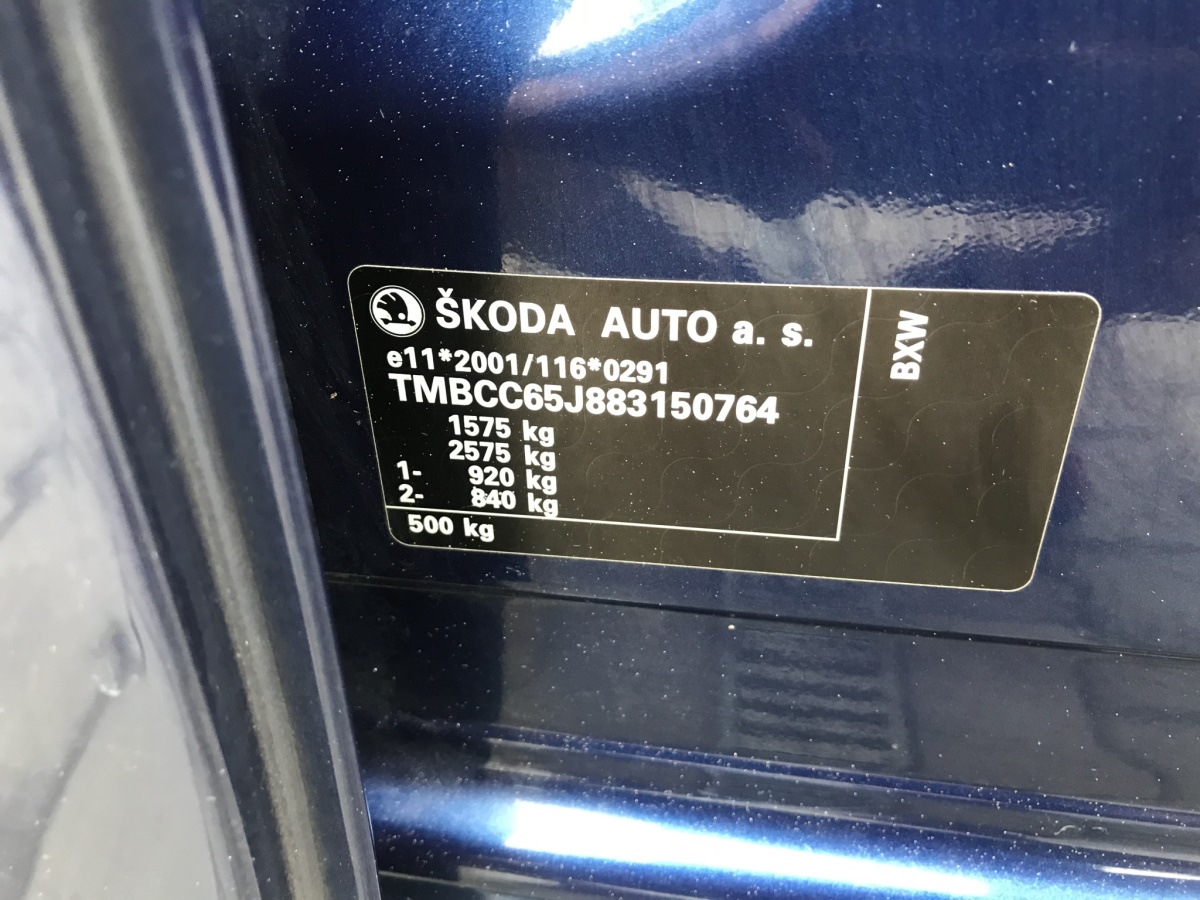 ŠKODA AUTO a. s.
e11*2001/116*0291
TMBCC65J883150764
1575 kg
2575 kg
1- 920 kg
2- 840 kg
500 kg
BXW